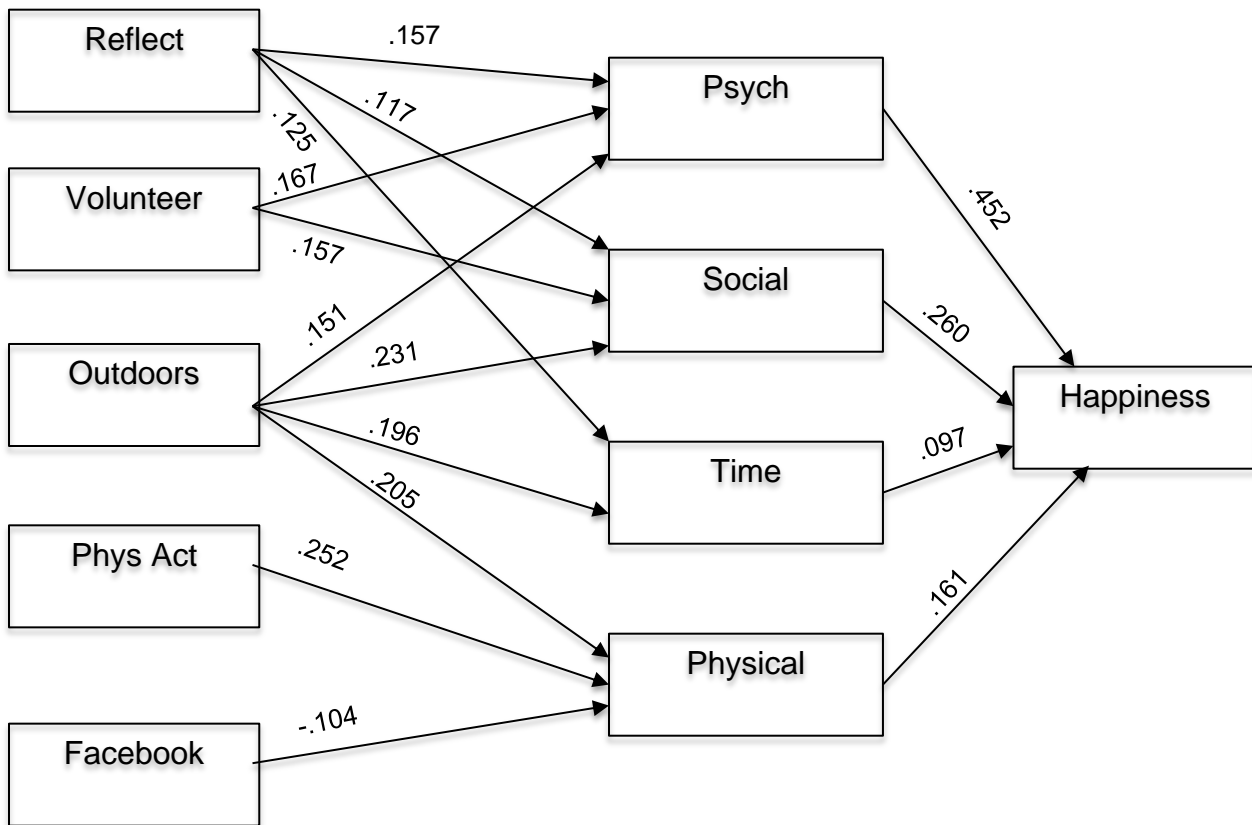 Reflect
.157
Psych
.117
.125
Volunteer
.167
.452
.157
Social
.260
.151
Outdoors
.231
Happiness
.196
Time
.097
.205
Phys Act
.252
.161
Physical
-.104
Facebook